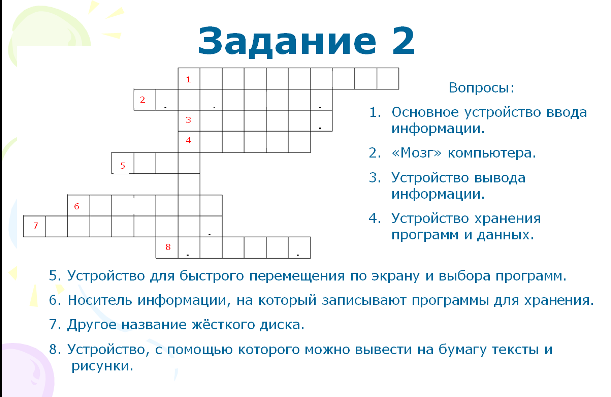 Задание 2
1
2
3
4
5
6
7
8
Вопросы:
1. Основное устройство ввода
информации.
2. «Мозг» компьютера.
3. Устройство вывода
информации.
4. Устройство хранения
программ и данных.
5. Устройство для быстрого перемещения по экрану и выбора программ.
6. Носитель информации, на который записывают программы для хранения.
7. Другое название жёсткого диска.
8. Устройство, с помощью которого можно вывести на бумагу тексты и
рисунки.